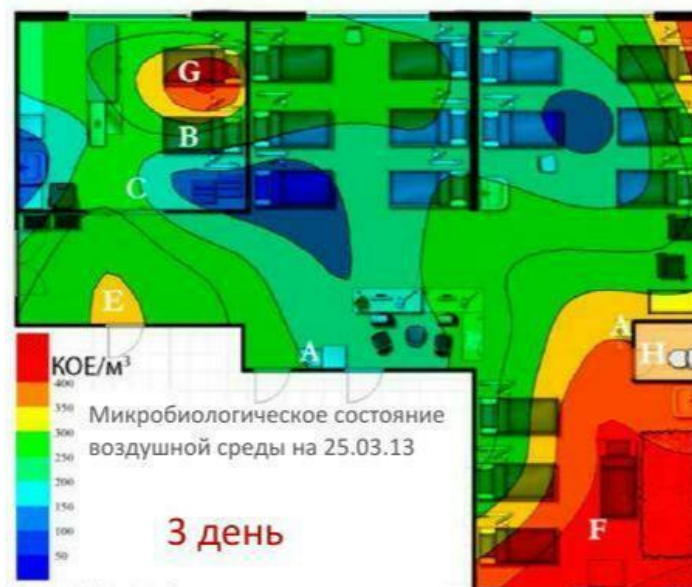 G
B
C
E
A
A
H
КОЕ/м³
400
350
300
250
200
150
100
50
Микробиологическое состояние
воздушной среды на 25.03.13
F
3 день